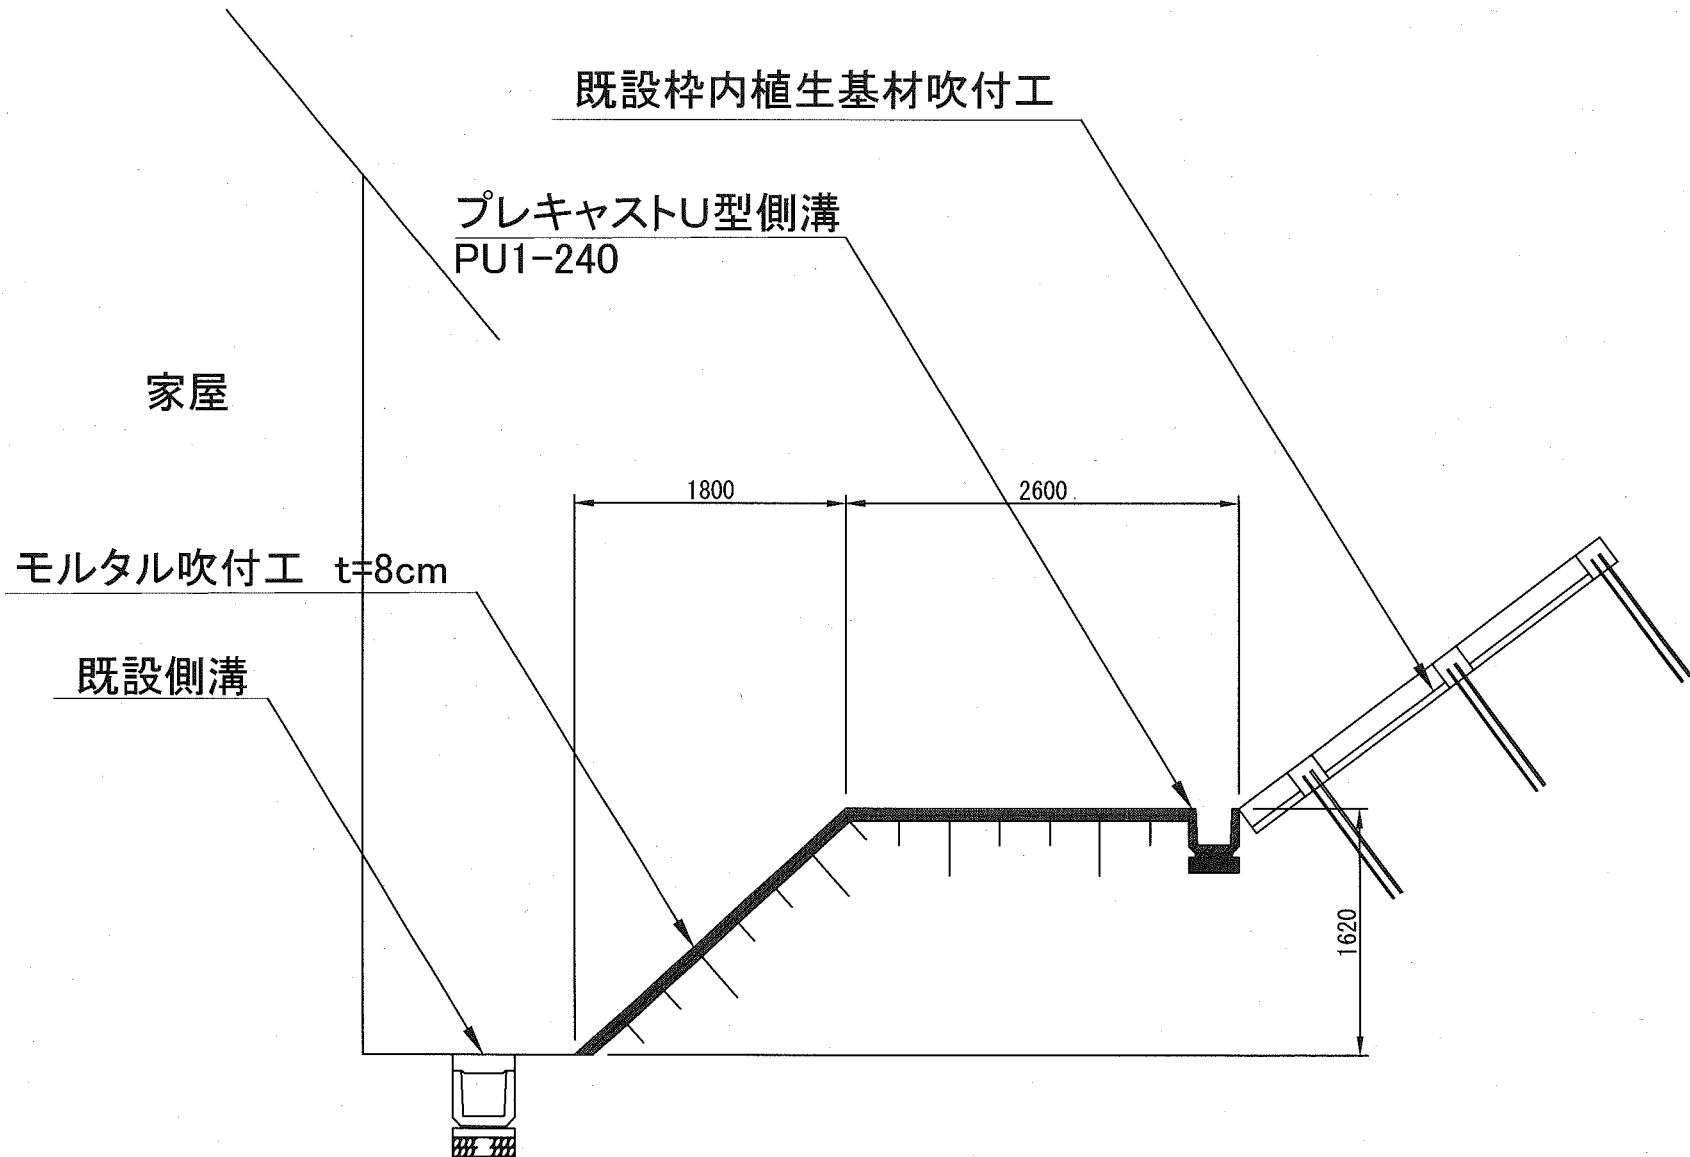 既設枠内植生基材吹付工
プレキャストU型側溝
PU1-240
家屋
1800
2600
モルタル吹付工 t=8cm
既設側溝
1620